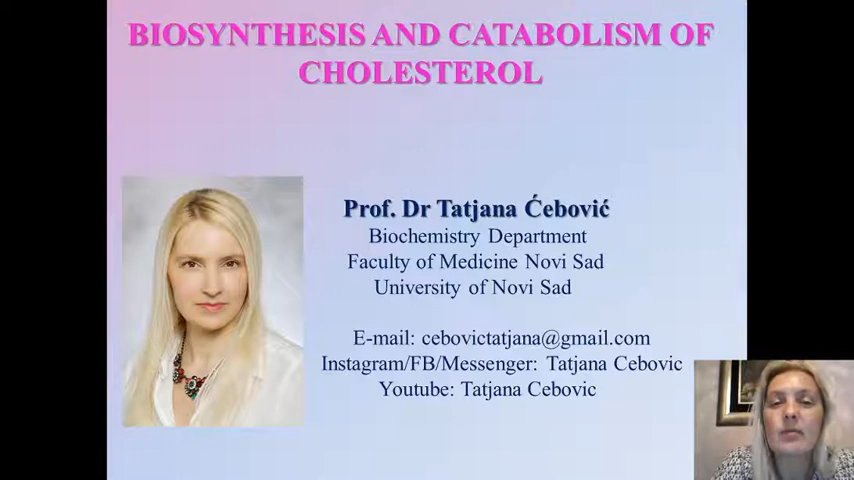 BIOSYNTHESIS AND CATABOLISM OF
CHOLESTEROL
Prof. Dr Tatjana Ćebović
Biochemistry Department
Faculty of Medicine Novi Sad
University of Novi Sad
E-mail: cebovictatjana@gmail.com
Instagram/FB/Messenger: Tatjana Cebovic
Youtube: Tatjana Cebovic